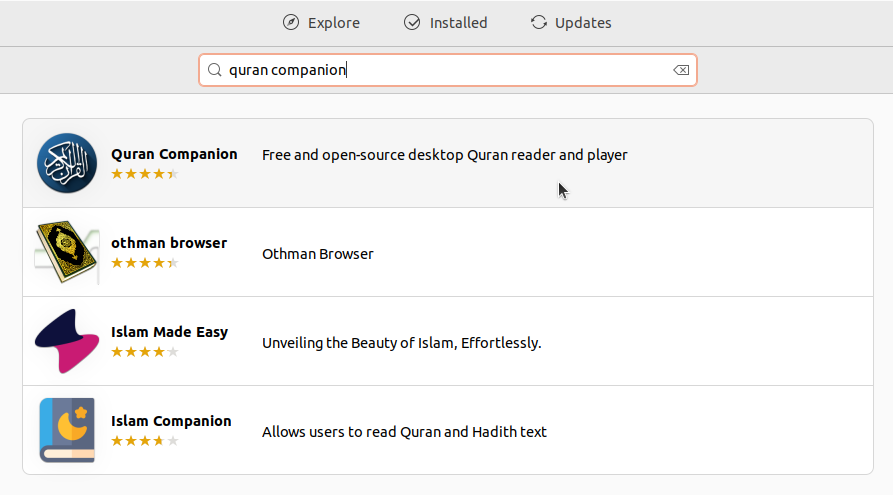 Explore Installed Updates
quran companion
Quran Companion
Free and open-source desktop Quran reader and player
othman browser
Othman Browser
Islam Made Easy
Unveiling the Beauty of Islam, Effortlessly.
Islam Companion
Allows users to read Quran and Hadith text